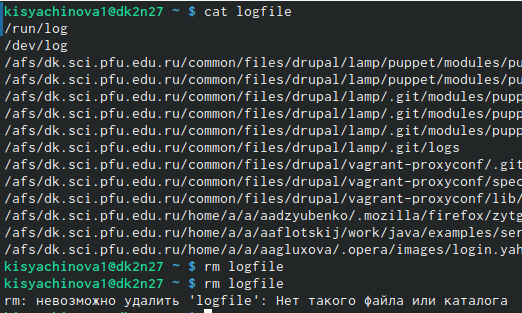 kisyachinova1@dk2n27 ~ $ cat logfile
/run/log
/dev/log
/afs/dk.sci.pfu.edu.ru/common/files/drupal/lamp/puppet/modules/pu
/afs/dk.sci.pfu.edu.ru/common/files/drupal/lamp/puppet/modules/pu
/afs/dk.sci.pfu.edu.ru/common/files/drupal/lamp/.git/modules/pupp
/afs/dk.sci.pfu.edu.ru/common/files/drupal/lamp/.git/modules/pupp
/afs/dk.sci.pfu.edu.ru/common/files/drupal/lamp/.git/modules/pupp
/afs/dk.sci.pfu.edu.ru/common/files/drupal/lamp/.git/logs
/afs/dk.sci.pfu.edu.ru/common/files/drupal/vagrant-proxyconf/.git
/afs/dk.sci.pfu.edu.ru/common/files/drupal/vagrant-proxyconf/spec
/afs/dk.sci.pfu.edu.ru/common/files/drupal/vagrant-proxyconf/lib/
/afs/dk.sci.pfu.edu.ru/home/a/a/aadzyubenko/.mozilla/firefox/zytg
/afs/dk.sci.pfu.edu.ru/home/a/a/aaflotskij/work/java/examples/ser
/afs/dk.sci.pfu.edu.ru/home/a/a/aagluxova/.opera/images/login.yah
kisyachinova1@dk2n27 ~ $ rm logfile
kisyachinova1@dk2n27 ~ $ rm logfile
rm: невозможно удалить 'logfile': Нет такого файла или каталога